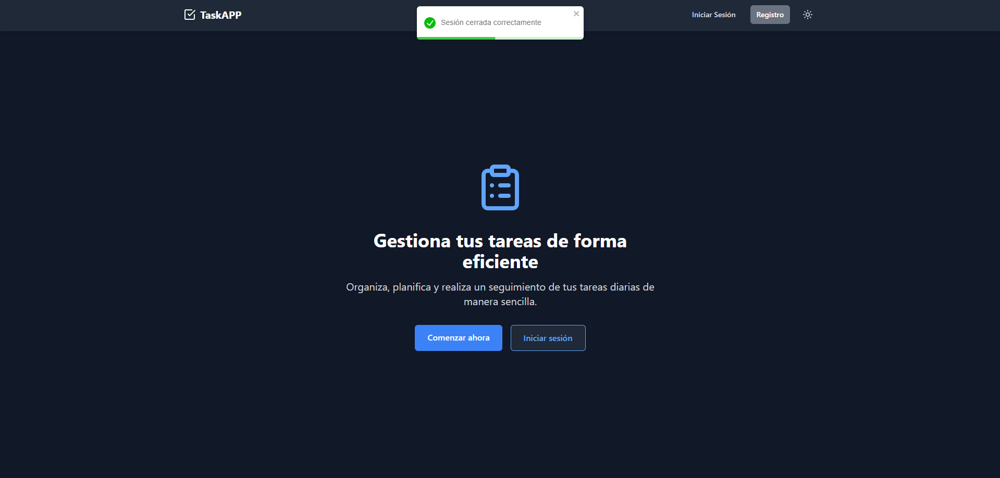 TaskAPP
Sesión cerrada correctamente
Iniciar Sesión
Registro
Gestiona tus tareas de forma
eficiente
Organiza, planifica y realiza un seguimiento de tus tareas diarias de
manera sencilla.
Comenzar ahora
Iniciar sesión